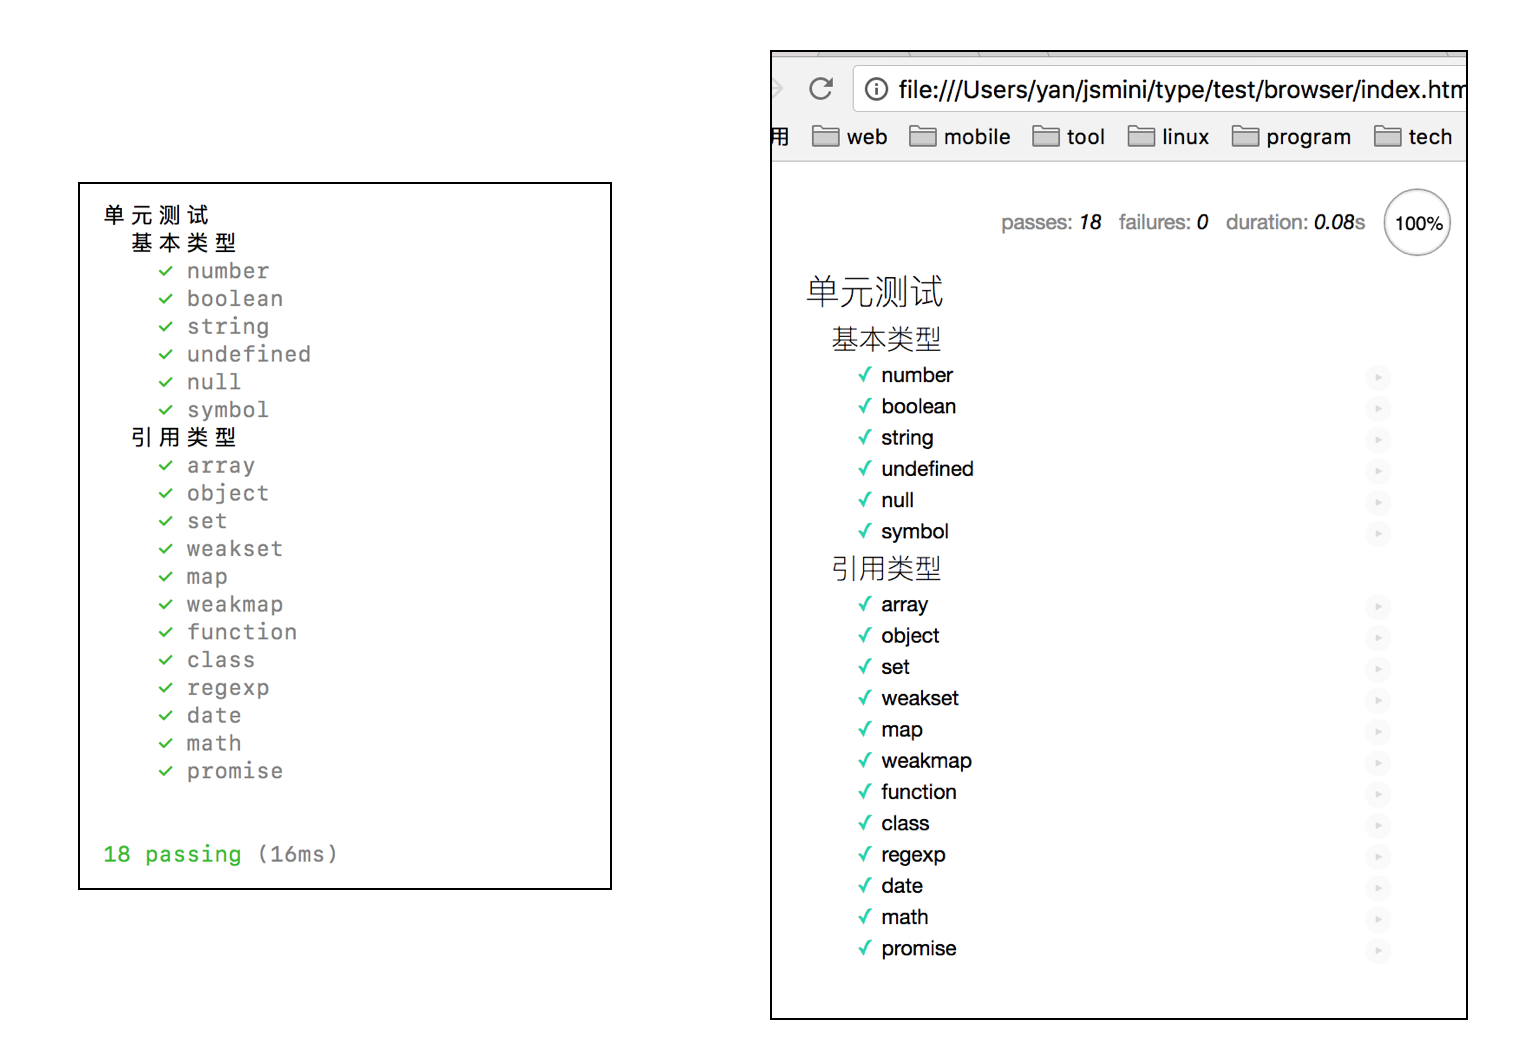 单元测试
基本类型
✓ number
✓ boolean
✓ string
✓ undefined
✓ null
✓ symbol
引用类型
✓ array
✓ object
✓ set
✓ weakset
✓ map
✓ weakmap
✓ function
✓ class
✓ regexp
✓ date
✓ math
✓ promise
18 passing (16ms)
file:///Users/yan/jsmini/type/test/browser/index.htm
用 web mobile tool linux program tech
passes: 18 failures: 0 duration: 0.08s 100%
单元测试
基本类型
✓ number
✓ boolean
✓ string
✓ undefined
✓ null
✓ symbol
引用类型
✓ array
✓ object
✓ set
✓ weakset
✓ map
✓ weakmap
✓ function
✓ class
✓ regexp
✓ date
✓ math
✓ promise